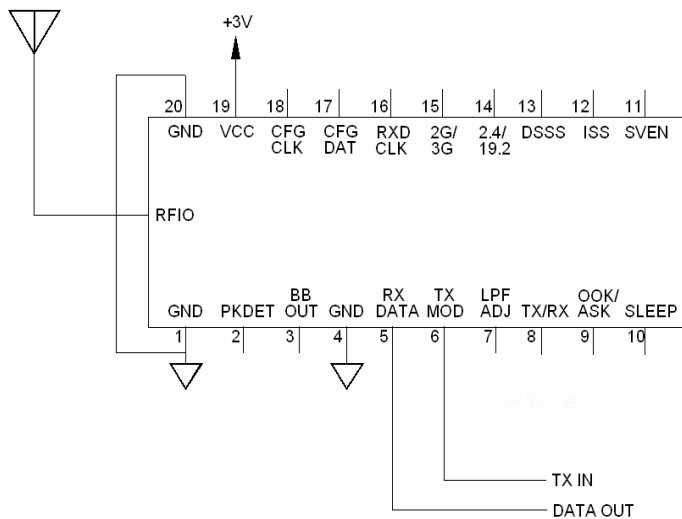 +3V
20 19 18 17 16 15 14 13 12 11
GND VCC CFG CLK CFG DAT RXD CLK 2G/ 3G 2.4/ 19.2 DSSS ISS SVEN
RFIO
GND PKDET BB OUT GND RX DATA TX MOD LPF ADJ TX/RX OOK/ ASK SLEEP
1 2 3 4 5 6 7 8 9 10
TX IN
DATA OUT